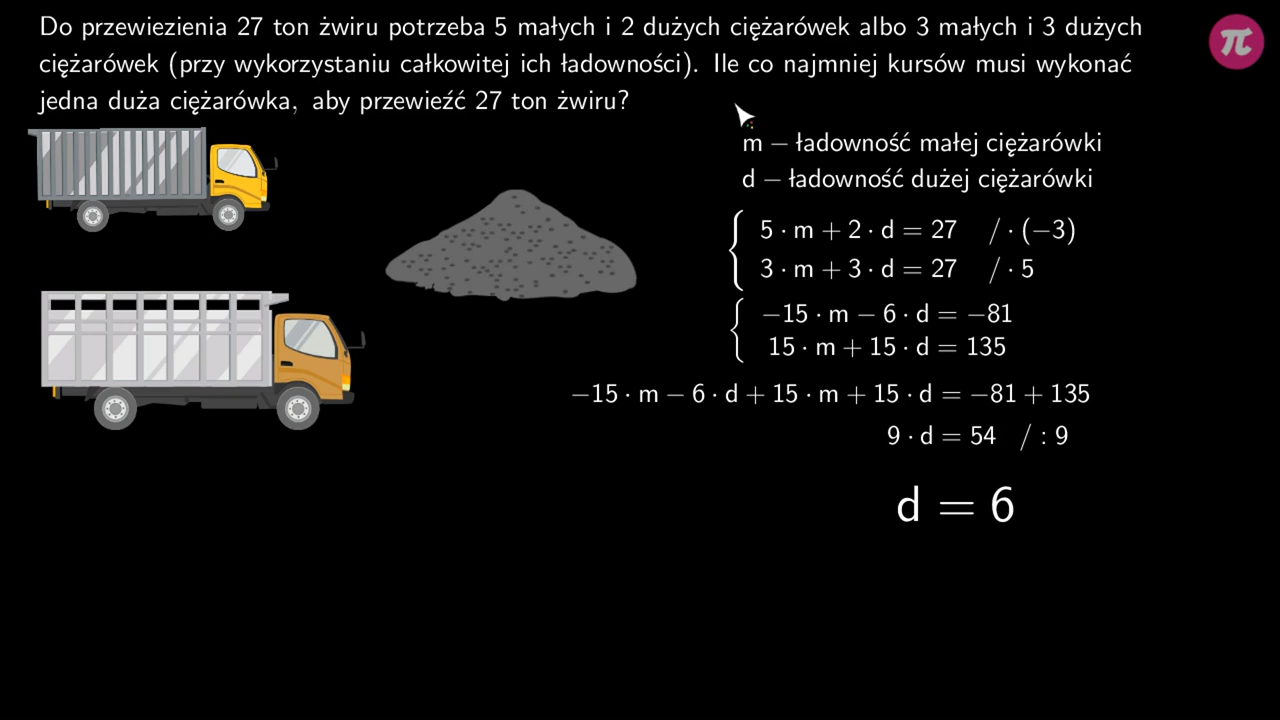 Do przewiezienia 27 ton żwiru potrzeba 5 małych i 2 dużych ciężarówek albo 3 małych i 3 dużych
ciężarówek (przy wykorzystaniu całkowitej ich ładowności). Ile co najmniej kursów musi wykonać
jedna duża ciężarówka, aby przewieźć 27 ton żwiru?
π
m – ładowność małej ciężarówki
d – ładowność dużej ciężarówki
5 · m + 2 · d = 27 / · (−3)
3 · m + 3 · d = 27 / · 5
−15 · m − 6 · d = −81
15 · m + 15 · d = 135
−15 · m − 6 · d + 15 · m + 15 · d = −81 + 135
9 · d = 54 / : 9
d = 6